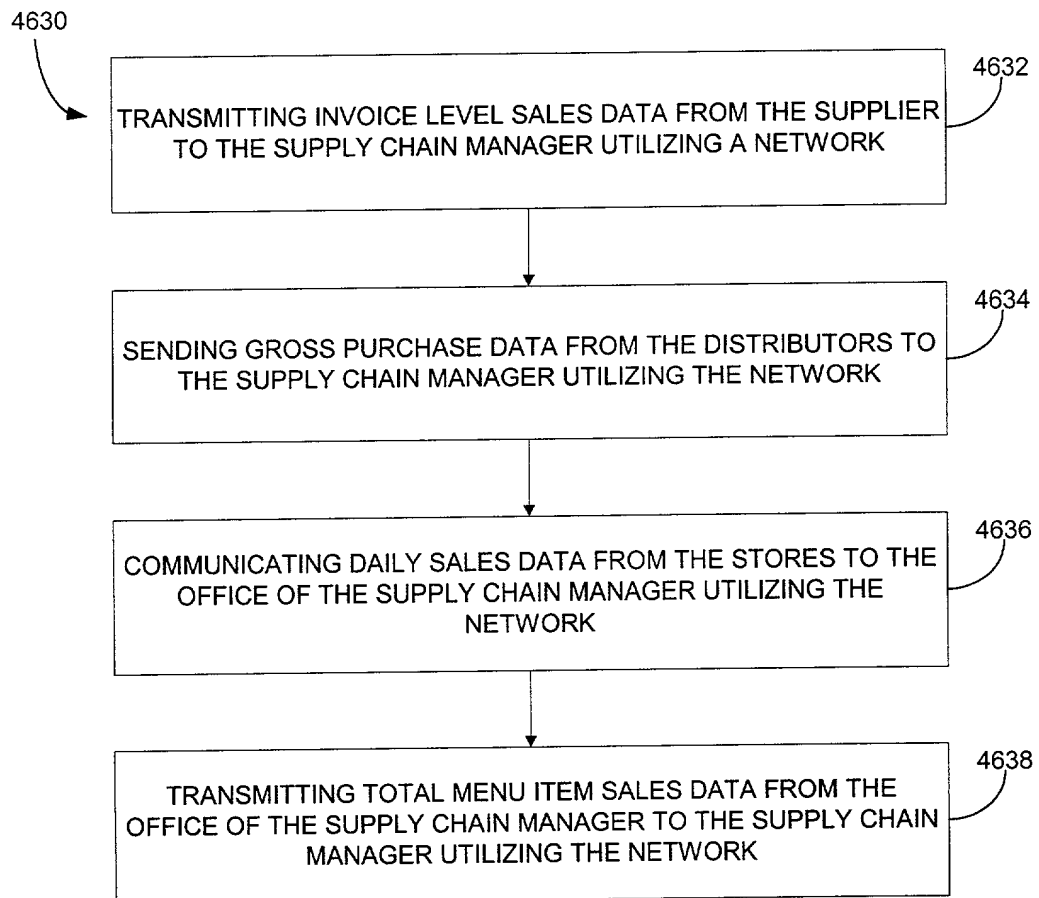 4630
4632
TRANSMITTING INVOICE LEVEL SALES DATA FROM THE SUPPLIER
TO THE SUPPLY CHAIN MANAGER UTILIZING A NETWORK
4634
SENDING GROSS PURCHASE DATA FROM THE DISTRIBUTORS TO
THE SUPPLY CHAIN MANAGER UTILIZING THE NETWORK
4636
COMMUNICATING DAILY SALES DATA FROM THE STORES TO THE
OFFICE OF THE SUPPLY CHAIN MANAGER UTILIZING THE
NETWORK
4638
TRANSMITTING TOTAL MENU ITEM SALES DATA FROM THE
OFFICE OF THE SUPPLY CHAIN MANAGER TO THE SUPPLY CHAIN
MANAGER UTILIZING THE NETWORK